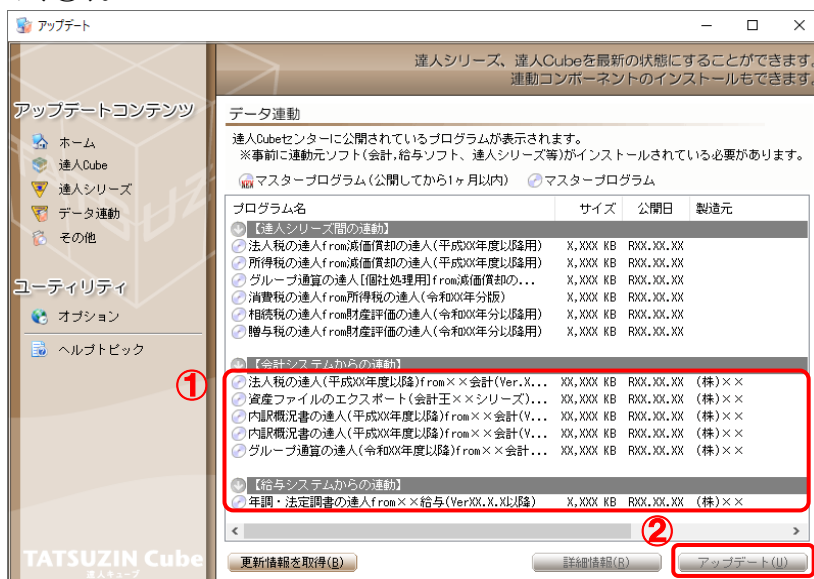 アップデート
達人シリーズ、達人Cubeを最新の状態にすることができます。
連動コンポーネントのインストールもできます。
アップデートコンテンツ
ホーム
達人Cube
達人シリーズ
データ連動
その他
ユーティリティ
オプション
ヘルプトピック
TATSUZIN Cube
達人キューブ
データ連動
達人Cubeセンターに公開されているプログラムが表示されます。
※事前に連動元ソフト(会計,給与ソフト、達人シリーズ等)がインストールされている必要があります。
NEW マスタープログラム(公開してから1ヶ月以内) マスタープログラム
プログラム名 サイズ 公開日 製造元
【達人シリーズ間の連動】
法人税の達人from減価償却の達人(平成XX年度以降用) X,XXX KB RXX.XX.XX
所得税の達人from減価償却の達人(平成XX年度以降用) X,XXX KB RXX.XX.XX
グループ通算の達人[個社処理用]from減価償却の... X,XXX KB RXX.XX.XX
消費税の達人from所得税の達人(令和XX年分版) X,XXX KB RXX.XX.XX
相続税の達人from財産評価の達人(令和XX年分以降用) X,XXX KB RXX.XX.XX
贈与税の達人from財産評価の達人(令和XX年分以降用) X,XXX KB RXX.XX.XX
【会計システムからの連動】
①
法人税の達人(平成XX年度以降)from××会計(Ver.X... XX,XXX KB RXX.XX.XX (株)××
資産ファイルのエクスポート(会計王××シリーズ)... XX,XXX KB RXX.XX.XX (株)××
内訳概況書の達人(平成XX年度以降)from××会計(V... XX,XXX KB RXX.XX.XX (株)××
内訳概況書の達人(平成XX年度以降)from××会計(V... XX,XXX KB RXX.XX.XX (株)××
グループ通算の達人(令和XX年度以降)from××会計... XX,XXX KB RXX.XX.XX (株)××
【給与システムからの連動】
年調・法定調書の達人from××給与(VerXX.X.X以降) X,XXX KB RXX.XX.XX (株)××
②
更新情報を取得(B) 詳細情報(R) アップデート(U)